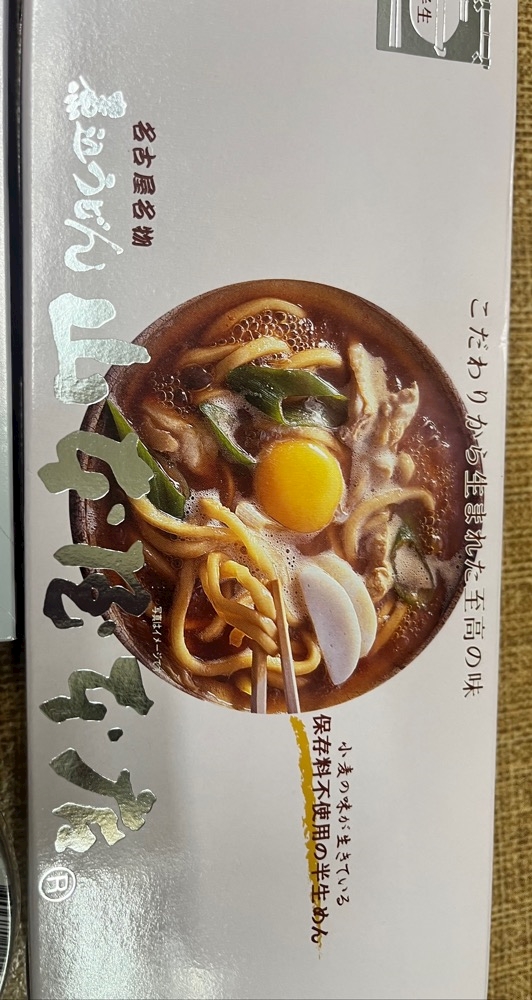 半生
こだわりから生まれた至高の味
小麦の味が生きている
保存料不使用の半生めん
写真はイメージです
名古屋名物
煮込うどん
山本屋本店®